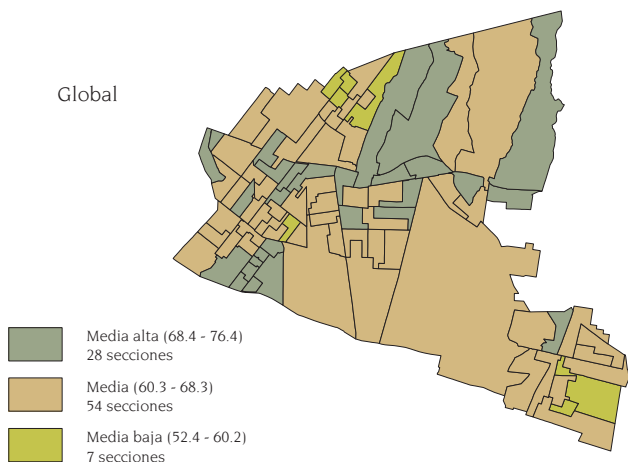 Global
Media alta (68.4 - 76.4)
28 secciones
Media (60.3 - 68.3)
54 secciones
Media baja (52.4 - 60.2)
7 secciones